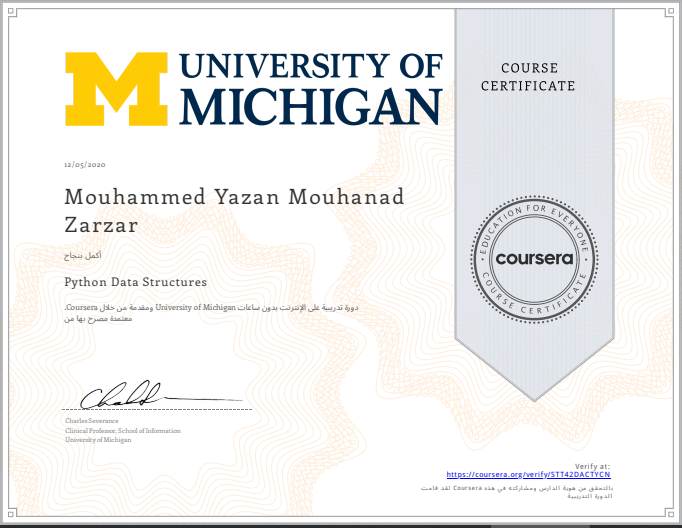 UNIVERSITY OF
MICHIGAN
COURSE
CERTIFICATE
12/05/2020
Mouhammed Yazan Mouhanad
Zarzar
أكمل بنجاح
Python Data Structures
دورة تدريبية على الإنترنت بدون ساعات University of Michigan ومقدمة من خلال Coursera.
معتمدة مصرح بها من
EDUCATION FOR EVERYONE
coursera
COURSE CERTIFICATE
Charles Severance
Clinical Professor, School of Information
University of Michigan
Verify at:
https://coursera.org/verify/STT42DACTYCN
بالتحقق من هوية الدارس ومشاركته في هذه Coursera لقد قامت
الدورة التدريبية